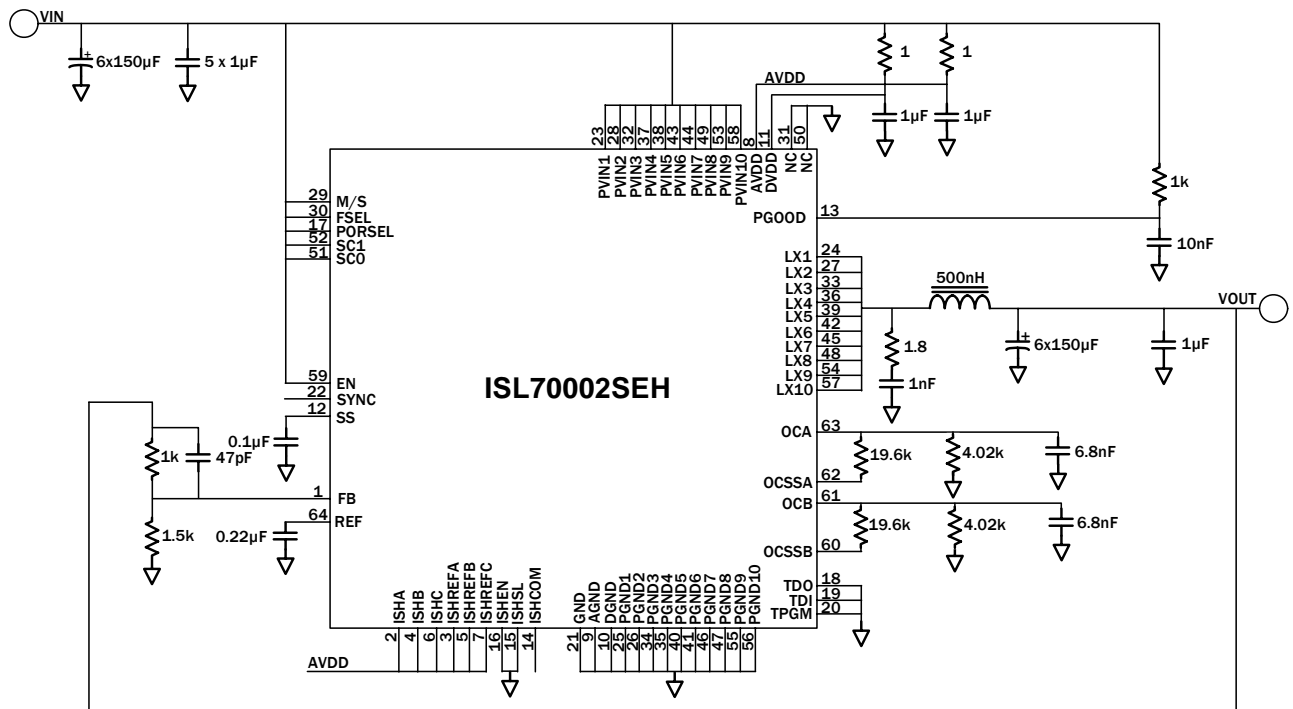 VIN
6x150µF
5 x 1µF
1
1
AVDD
1µF
1µF
23
28
32
37
38
43
44
49
53
58
8
11
31
50
PVIN1
PVIN2
PVIN3
PVIN4
PVIN5
PVIN6
PVIN7
PVIN8
PVIN9
PVIN10
AVDD
DVDD
NC
NC
29
M/S
30
FSEL
17
PORSEL
52
SC1
51
SC0
PGOOD
13
1k
10nF
LX1
24
LX2
27
LX3
33
LX4
36
LX5
39
LX6
42
LX7
45
LX8
48
LX9
54
LX10
57
500nH
VOUT
1.8
1nF
6x150µF
1µF
ISL70002SEH
59
EN
22
SYNC
12
SS
0.1µF
1k
47pF
1
FB
64
REF
1.5k
0.22µF
OCA
63
19.6k
4.02k
6.8nF
OCSSA
62
OCB
61
19.6k
4.02k
6.8nF
OCSSB
60
TDO
18
TDI
19
TPGM
20
ISHA
ISHB
ISHC
ISHREFA
ISHREFB
ISHREFC
ISHEN
ISHSL
ISHCOM
2
4
6
3
5
7
16
15
14
GND
AGND
DGND
PGND1
PGND2
PGND3
PGND4
PGND5
PGND6
PGND7
PGND8
PGND9
PGND10
21
9
10
25
26
34
35
40
41
46
47
55
56
AVDD